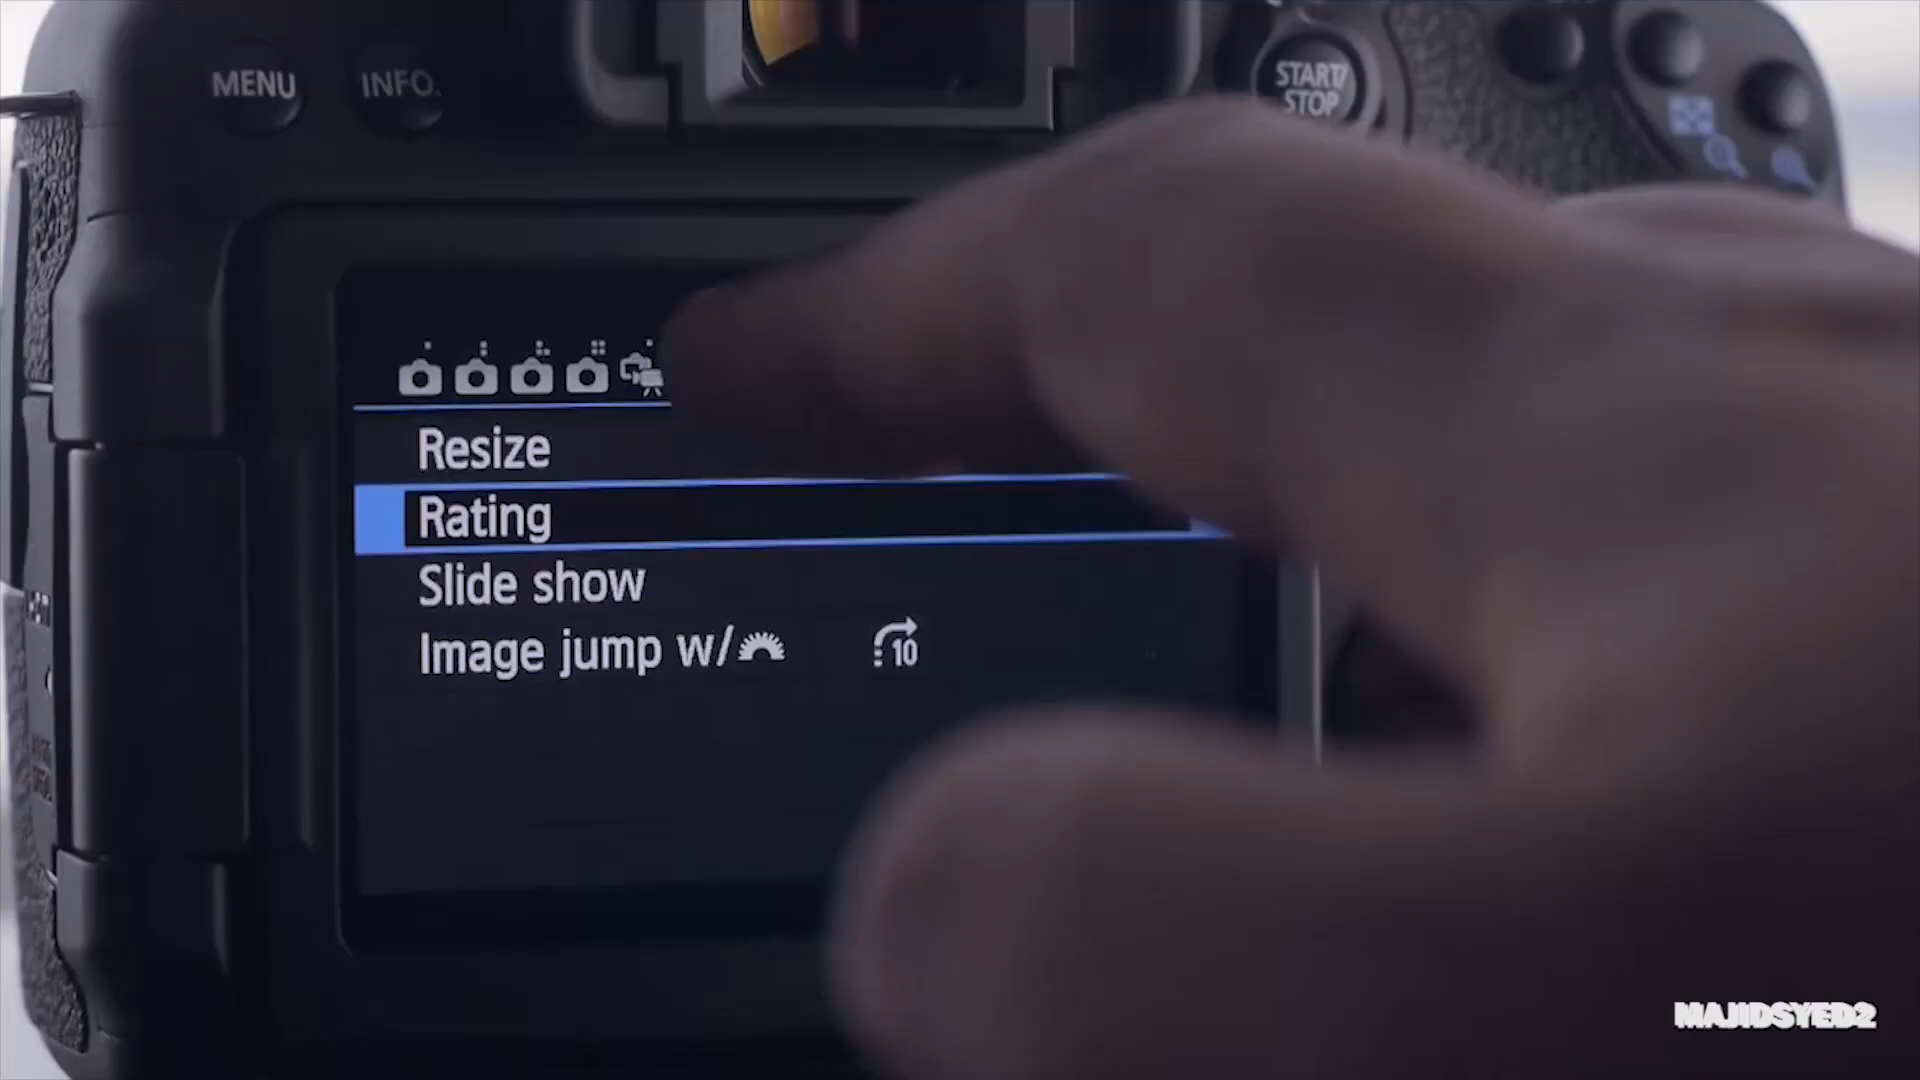 MENU INFO.
START/
STOP
Resize
Rating
Slide show
Image jump w/ 10
MAJIDSYED2